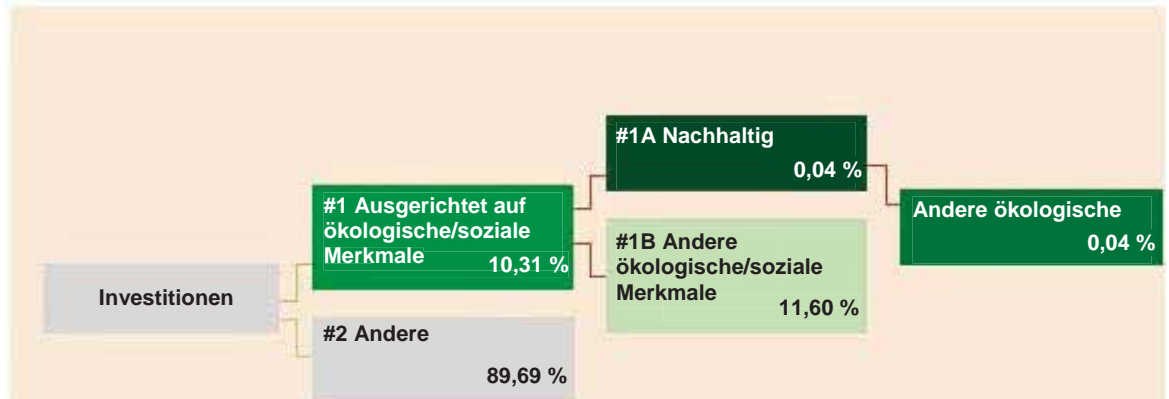 Investitionen
#1 Ausgerichtet auf
ökologische/soziale
Merkmale 10,31 %
#2 Andere
89,69 %
#1A Nachhaltig
0,04 %
#1B Andere
ökologische/soziale
Merkmale
11,60 %
Andere ökologische
0,04 %